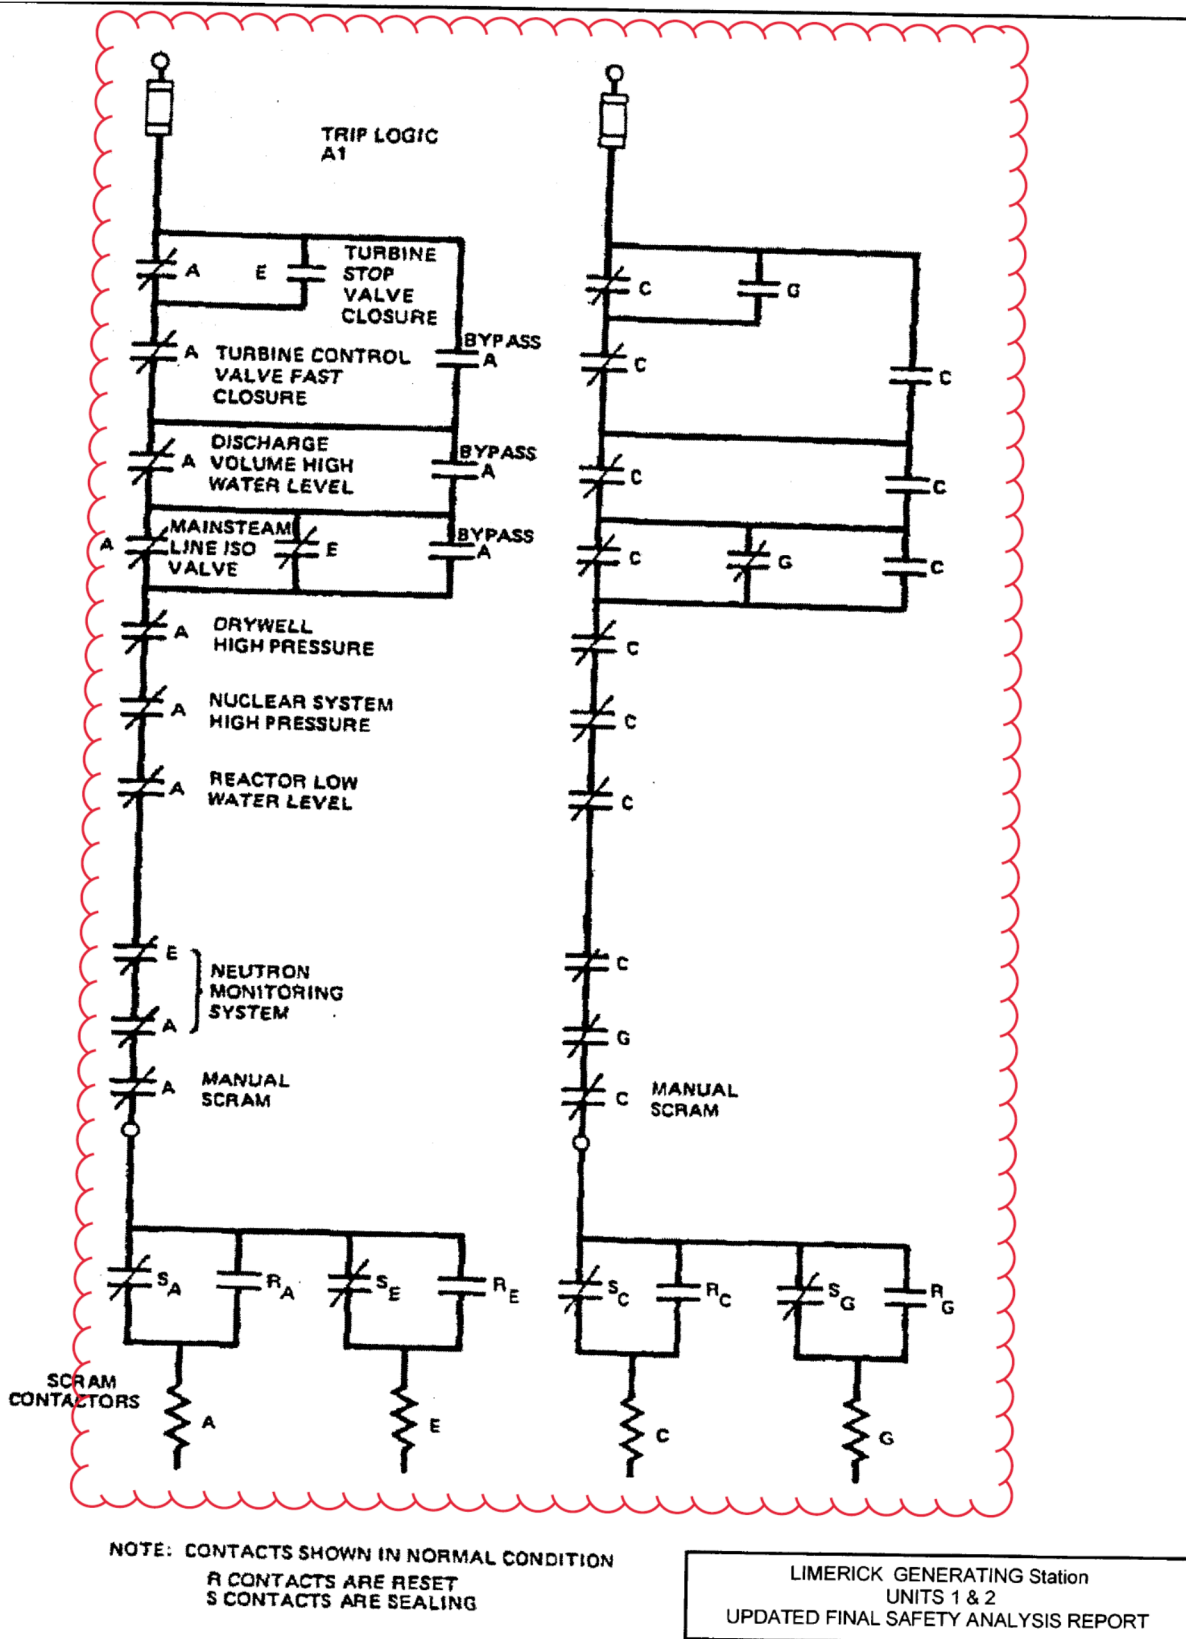 TRIP LOGIC
A1
A
E
TURBINE
STOP
VALVE
CLOSURE
C
G
A
TURBINE CONTROL
VALVE FAST
CLOSURE
BYPASS
A
C
C
A
DISCHARGE
VOLUME HIGH
WATER LEVEL
BYPASS
A
C
C
A
MAINSTEAM
LINE ISO
VALVE
E
BYPASS
A
C
G
C
A
DRYWELL
HIGH PRESSURE
C
A
NUCLEAR SYSTEM
HIGH PRESSURE
C
A
REACTOR LOW
WATER LEVEL
C
E
A
NEUTRON
MONITORING
SYSTEM
C
G
A
MANUAL
SCRAM
C
MANUAL
SCRAM
SA
RA
SE
RE
SC
RC
SG
RG
SCRAM
CONTACTORS
A
E
C
G
NOTE: CONTACTS SHOWN IN NORMAL CONDITION
R CONTACTS ARE RESET
S CONTACTS ARE SEALING
LIMERICK GENERATING Station
UNITS 1 & 2
UPDATED FINAL SAFETY ANALYSIS REPORT